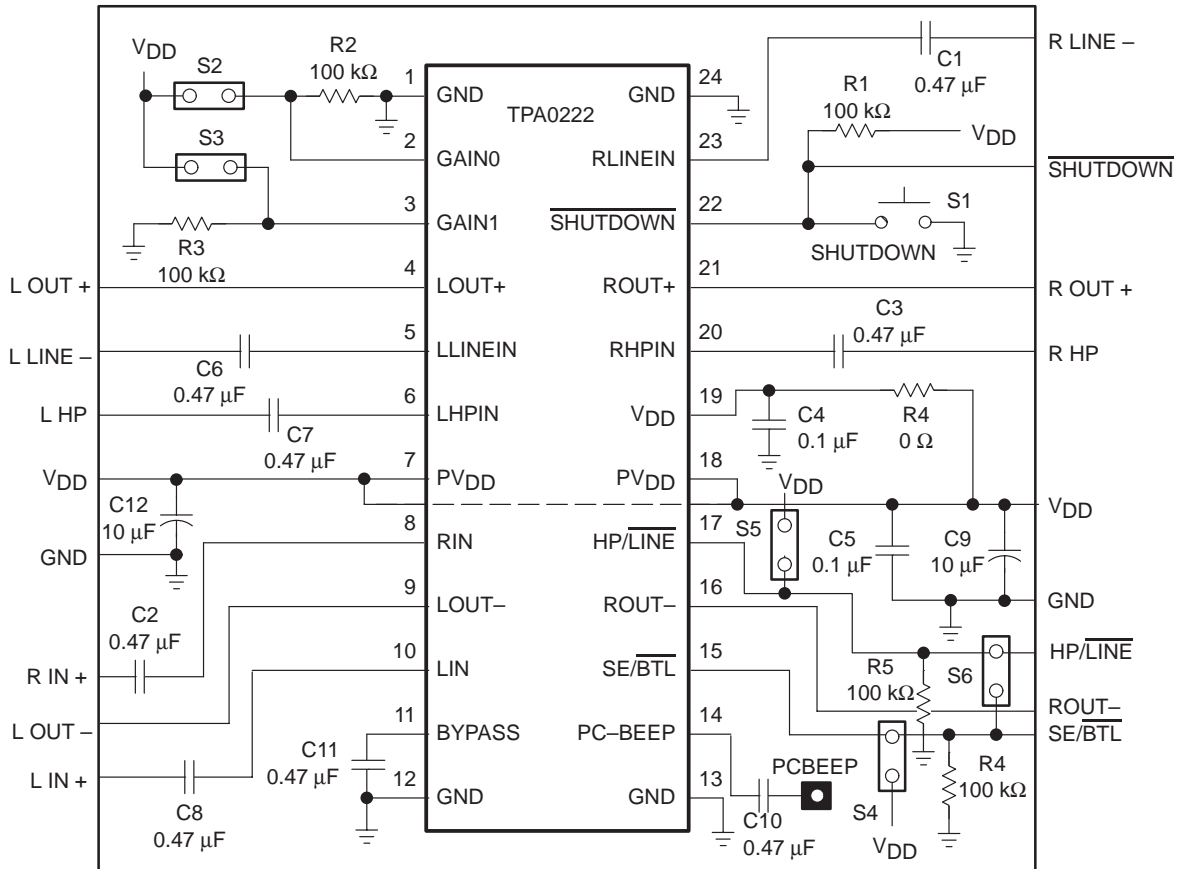 VDD
S2
R2
100 kΩ
S3
R3
100 kΩ
L OUT +
L LINE –
C6
0.47 µF
L HP
C7
0.47 µF
VDD
C12
10 µF
GND
C2
0.47 µF
R IN +
L OUT –
L IN +
C8
0.47 µF
C11
0.47 µF
TPA0222
1
GND
2
GAIN0
3
GAIN1
4
LOUT+
5
LLINEIN
6
LHPIN
7
PVDD
8
RIN
9
LOUT–
10
LIN
11
BYPASS
12
GND
24
GND
23
RLINEIN
22
SHUTDOWN
21
ROUT+
20
RHPIN
19
VDD
18
PVDD
17
HP/LINE
16
ROUT–
15
SE/BTL
14
PC–BEEP
13
GND
C1
0.47 µF
R LINE –
R1
100 kΩ
VDD
SHUTDOWN
S1
SHUTDOWN
R OUT +
C3
0.47 µF
R HP
C4
0.1 µF
R4
0 Ω
VDD
S5
VDD
C5
0.1 µF
C9
10 µF
GND
HP/LINE
R5
100 kΩ
S6
ROUT–
SE/BTL
PCBEEP
C10
0.47 µF
S4
VDD
R4
100 kΩ